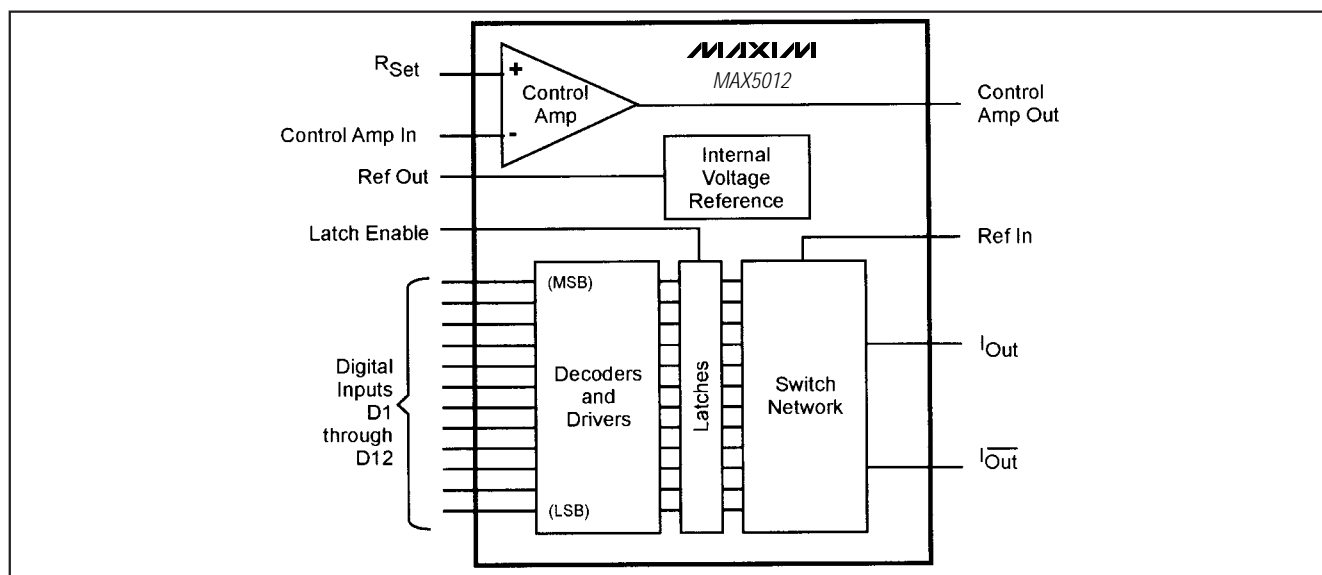 MAXIM
MAX5012
RSet
+
Control
Amp
-
Control Amp In
Control
Amp Out
Ref Out
Internal
Voltage
Reference
Latch Enable
Ref In
(MSB)
Digital
Inputs
D1
through
D12
Decoders
and
Drivers
Latches
Switch
Network
IOut
IOut
(LSB)